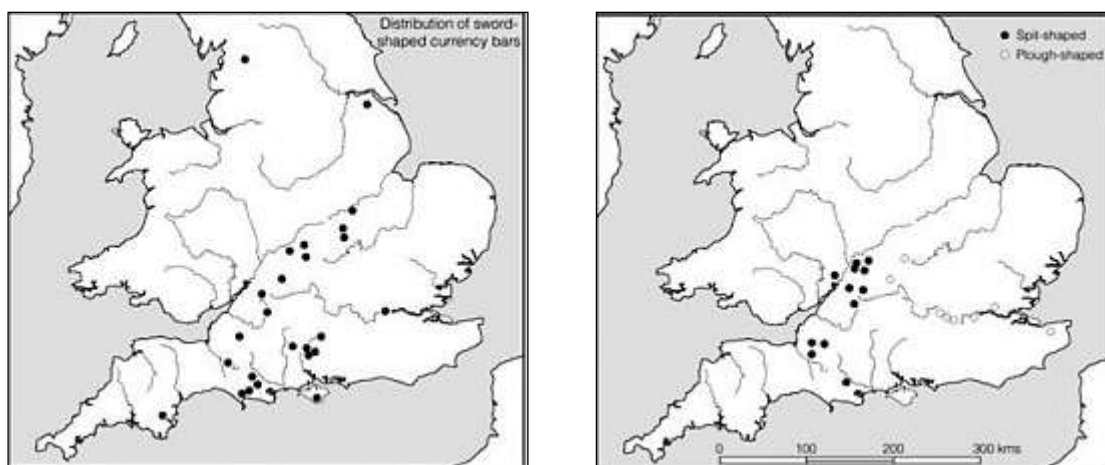 Distribution of sword-
shaped currency bars
Spit-shaped
Plough-shaped
0 100 200 300 kms